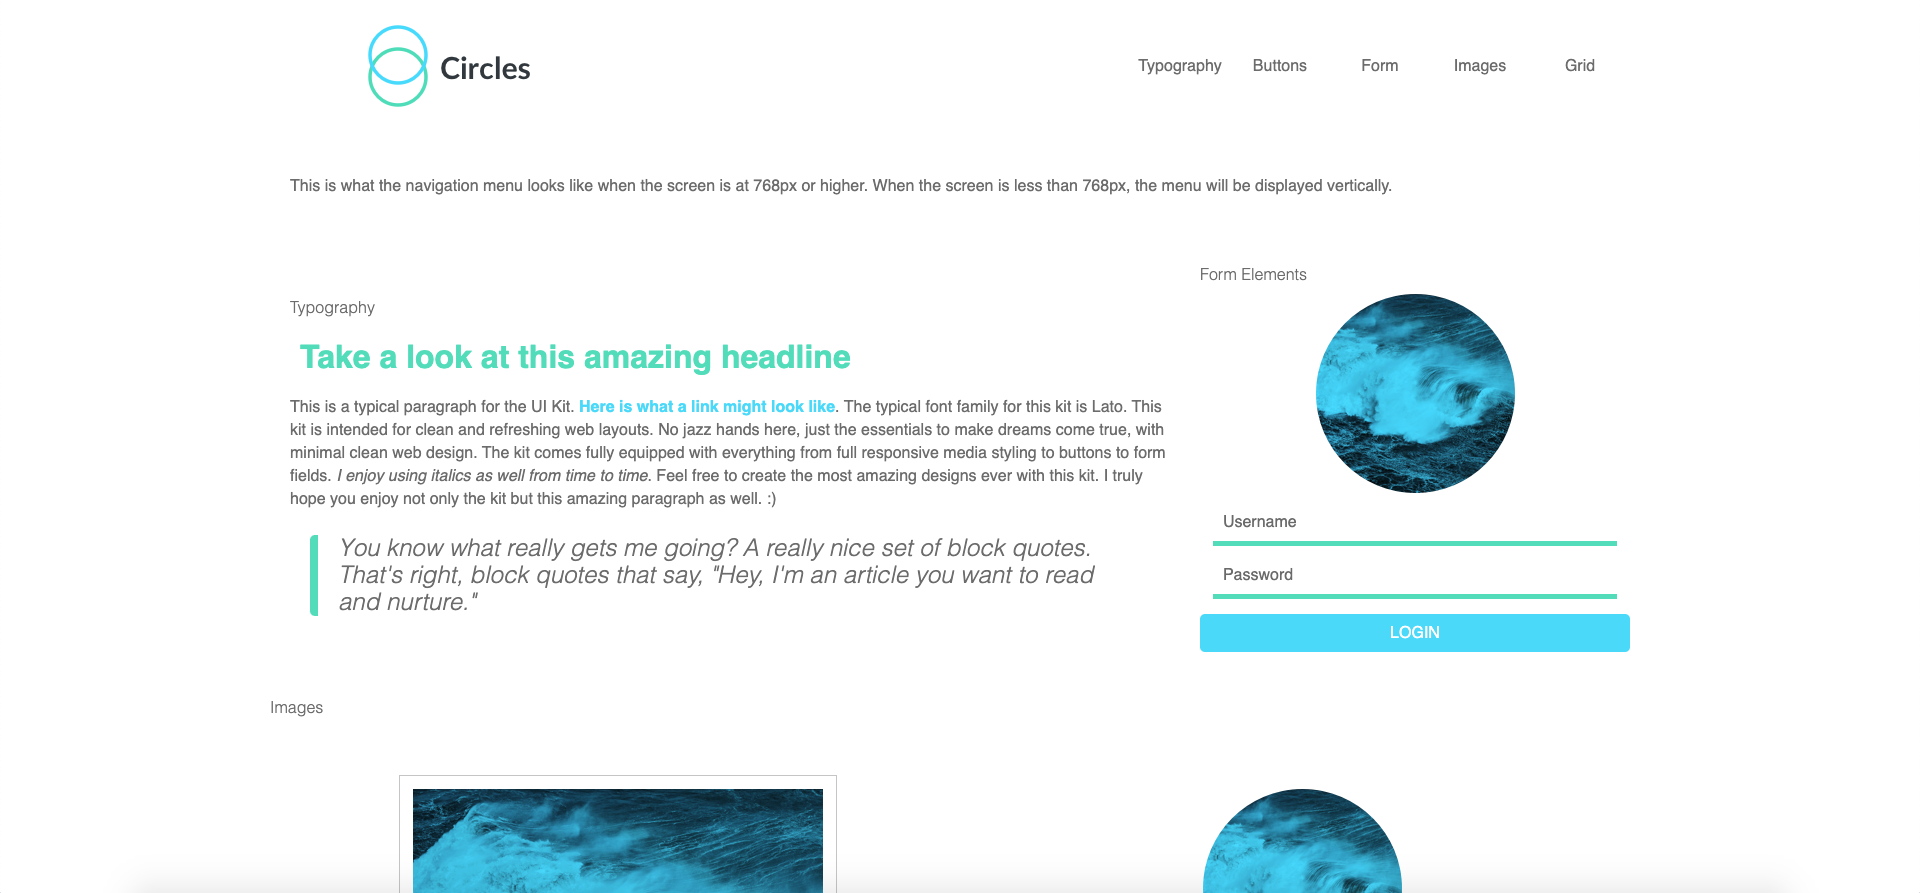 Circles
Typography Buttons Form Images Grid
This is what the navigation menu looks like when the screen is at 768px or higher. When the screen is less than 768px, the menu will be displayed vertically.
Typography
Take a look at this amazing headline
This is a typical paragraph for the UI Kit. Here is what a link might look like. The typical font family for this kit is Lato. This
kit is intended for clean and refreshing web layouts. No jazz hands here, just the essentials to make dreams come true, with
minimal clean web design. The kit comes fully equipped with everything from full responsive media styling to buttons to form
fields. I enjoy using italics as well from time to time. Feel free to create the most amazing designs ever with this kit. I truly
hope you enjoy not only the kit but this amazing paragraph as well. :)
You know what really gets me going? A really nice set of block quotes.
That's right, block quotes that say, "Hey, I'm an article you want to read
and nurture."
Form Elements
Username
Password
LOGIN
Images